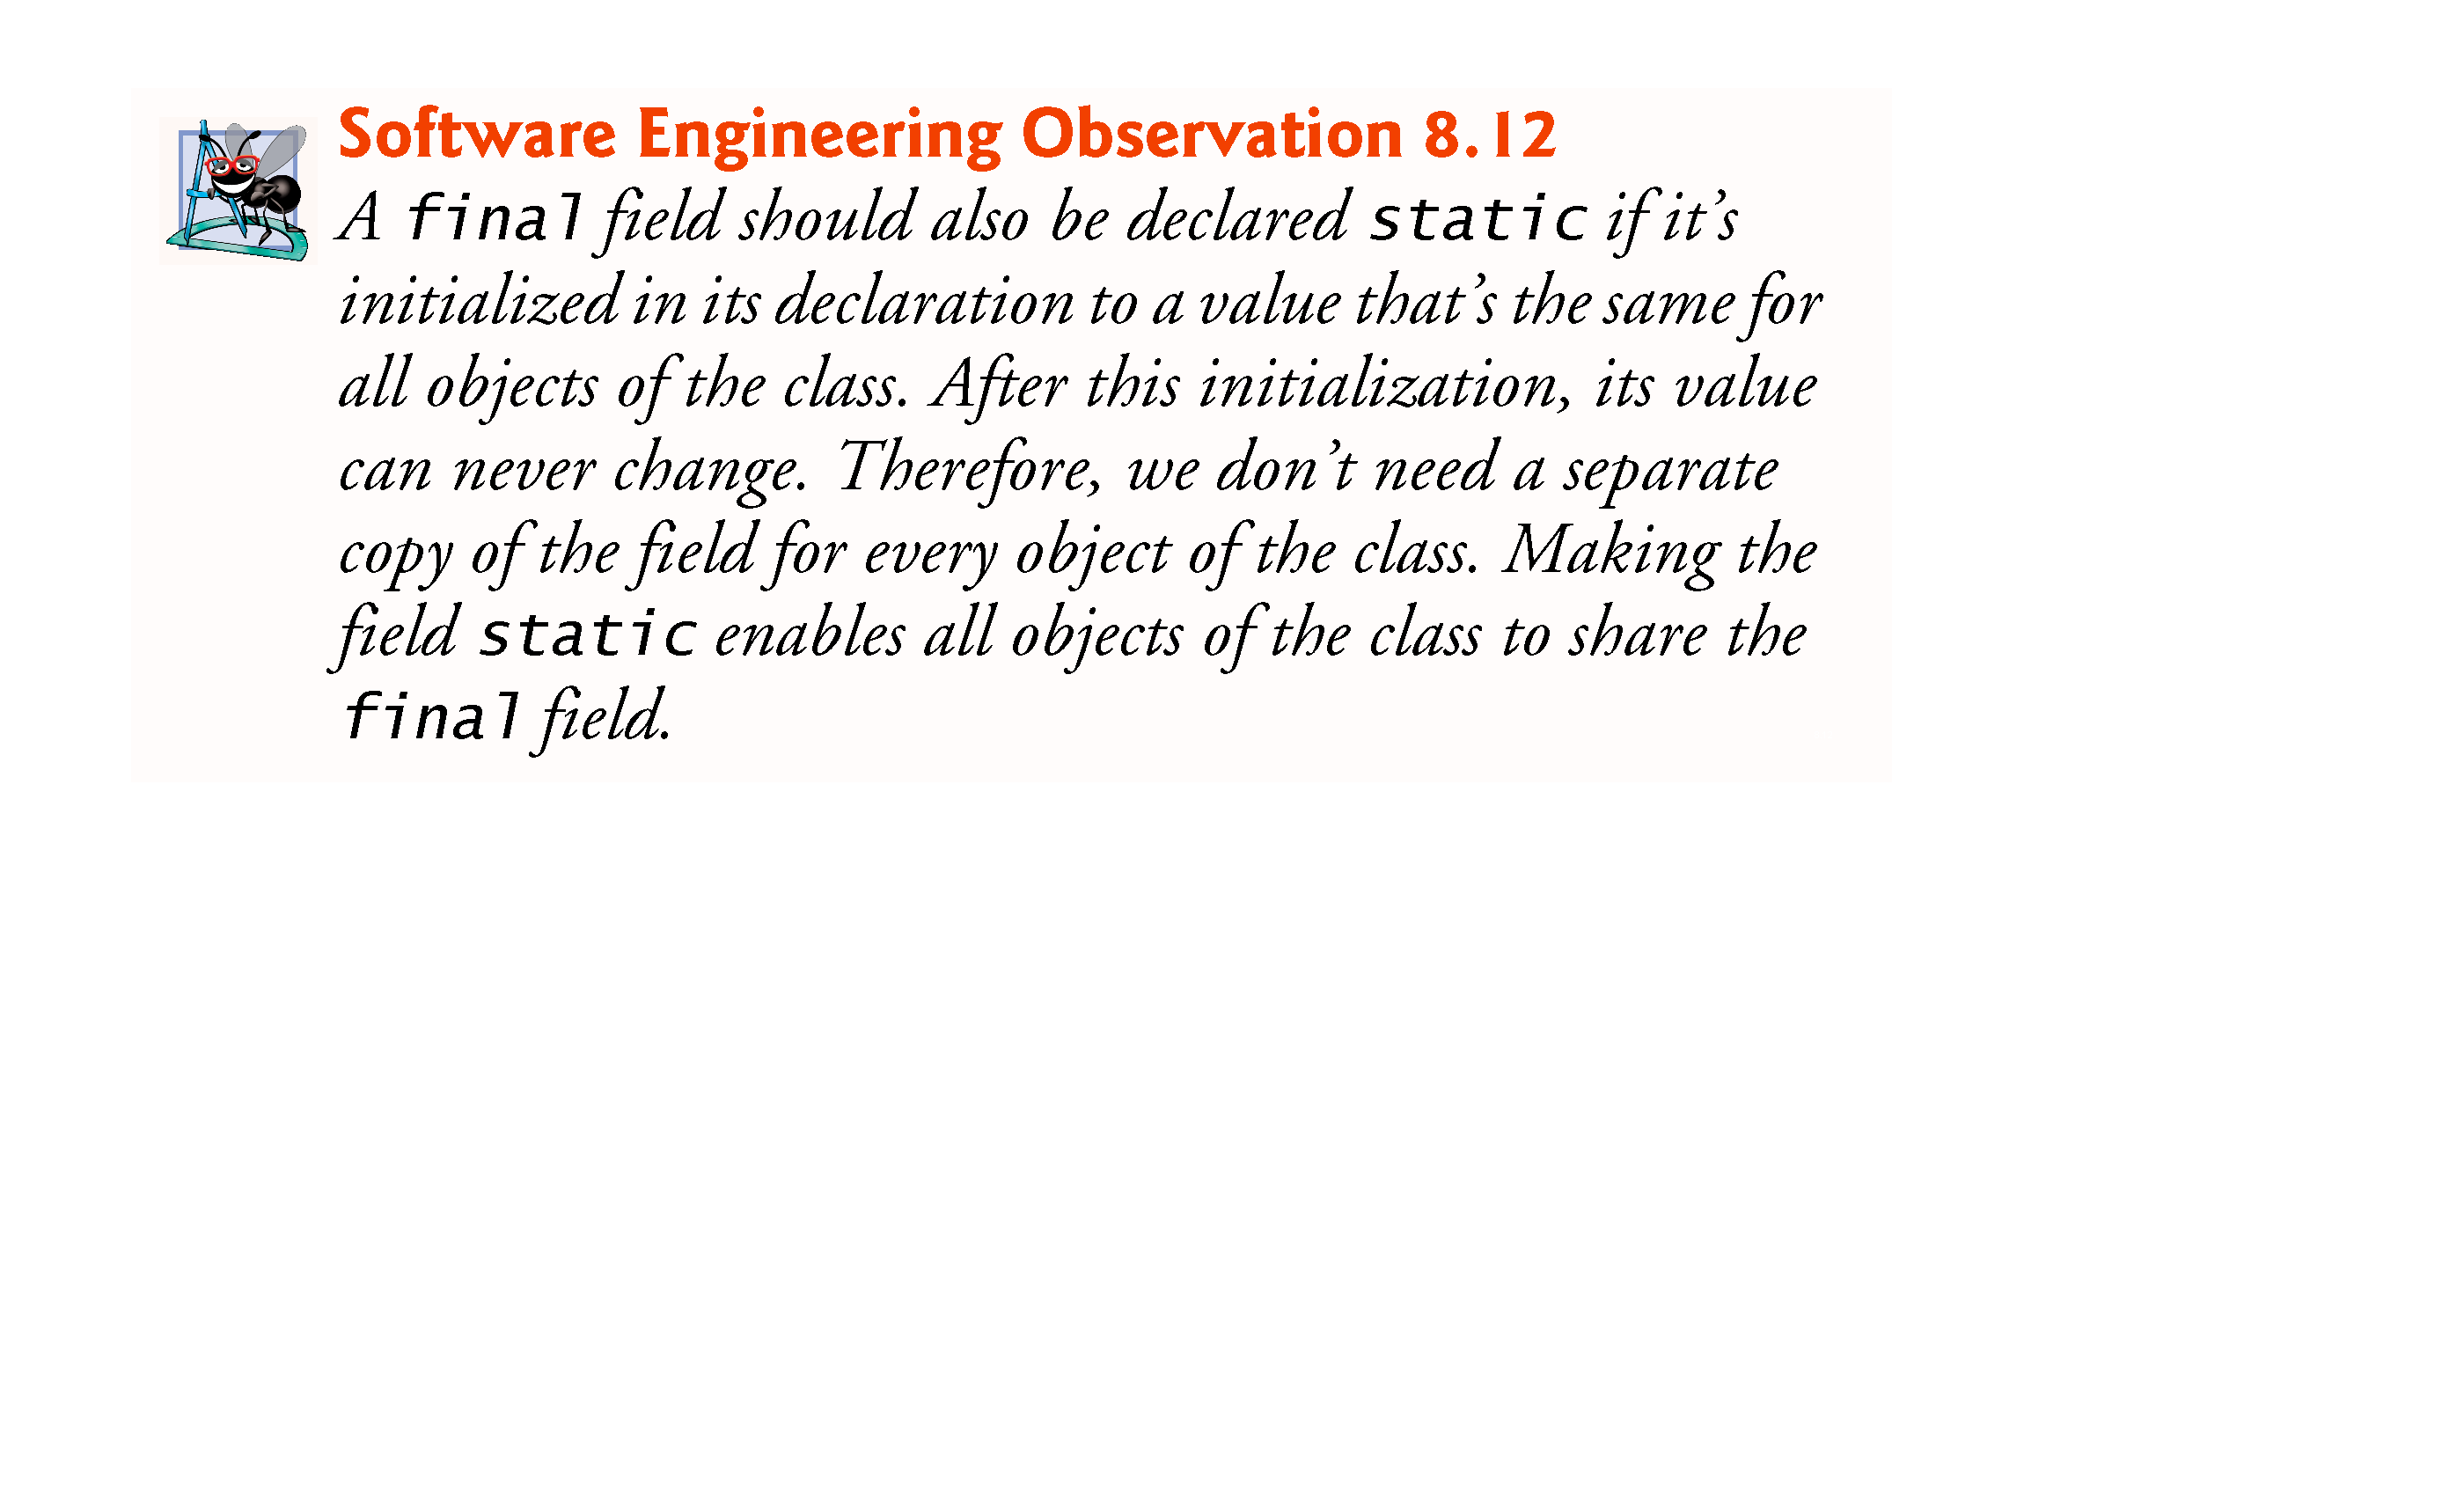 Software Engineering Observation 8.12
A final field should also be declared static if it’s
initialized in its declaration to a value that’s the same for
all objects of the class. After this initialization, its value
can never change. Therefore, we don’t need a separate
copy of the field for every object of the class. Making the
field static enables all objects of the class to share the
final field.